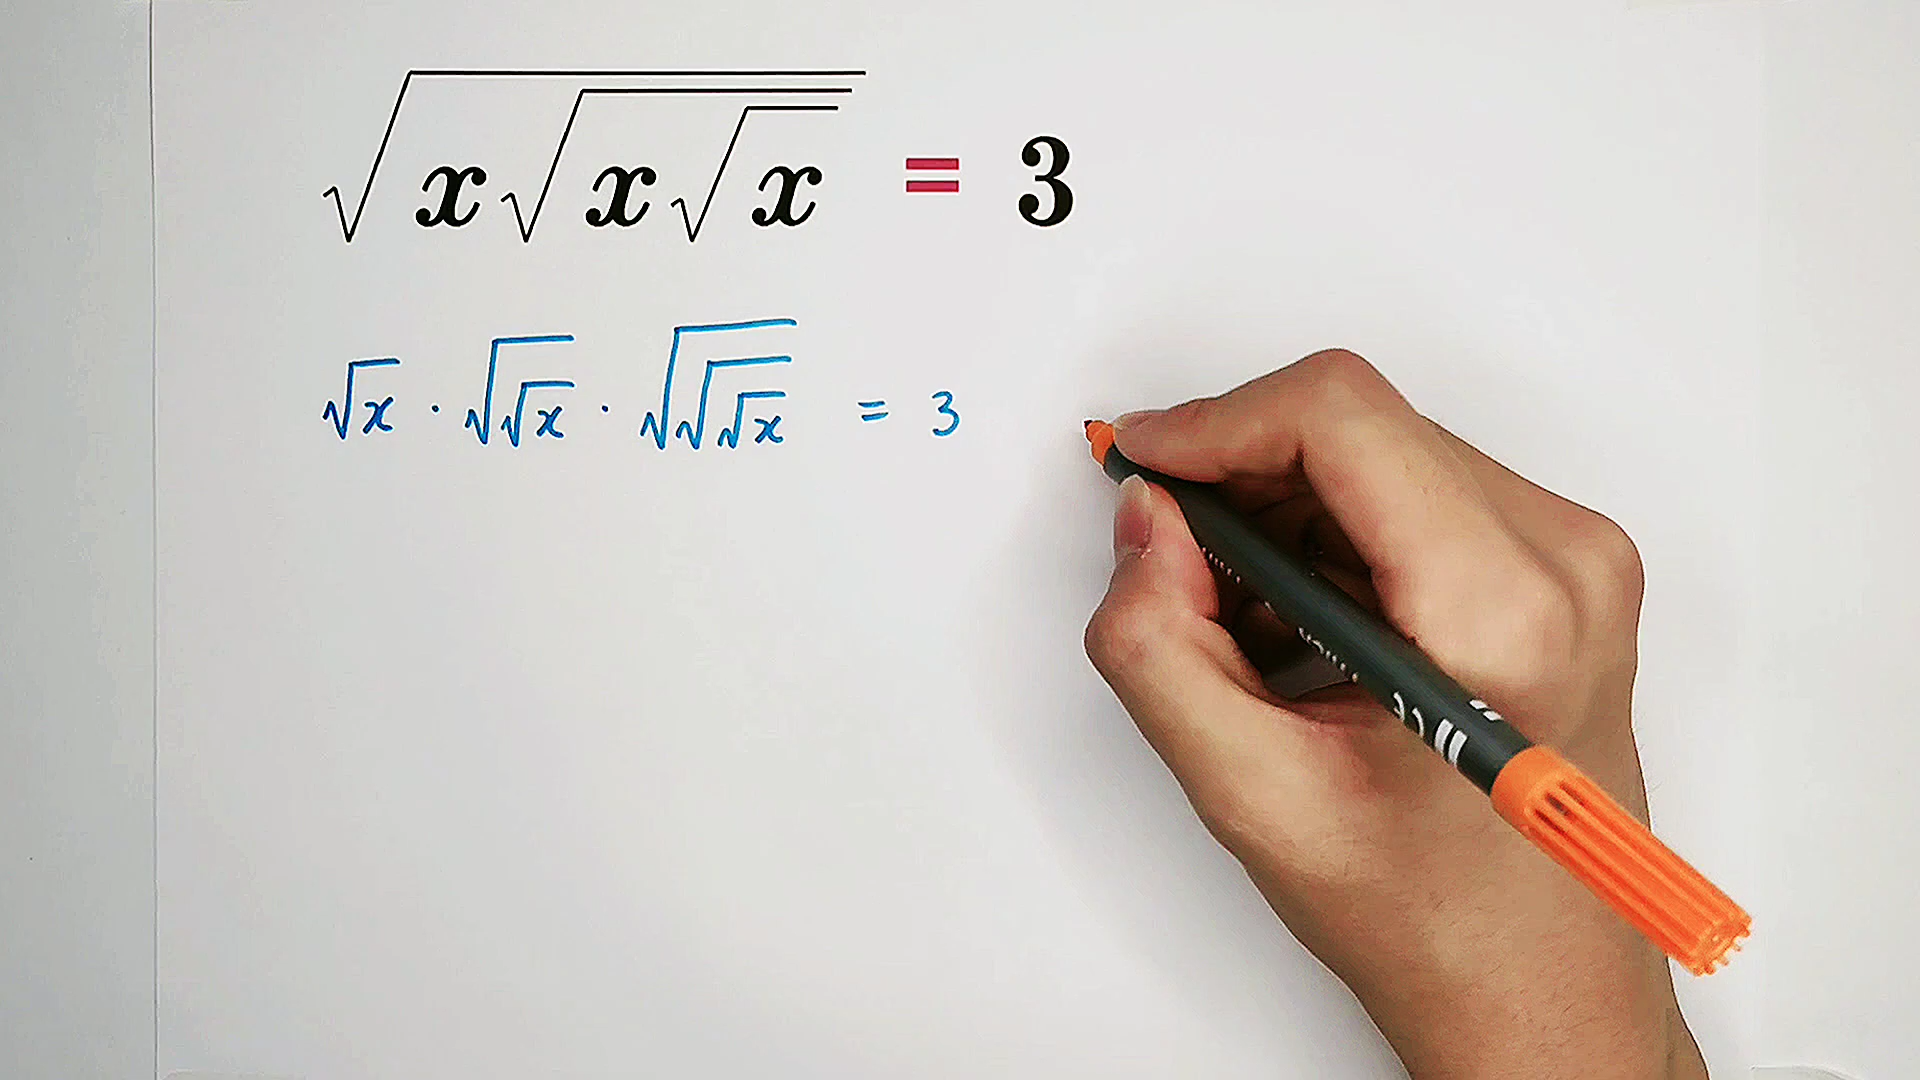 √(x√(x√x)) = 3
√x · √√x · √√√x = 3